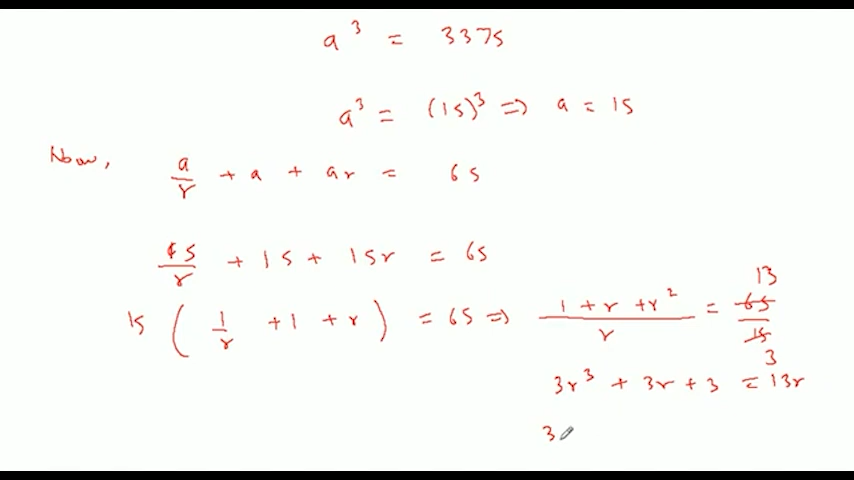 a³ = 3375
a³ = (15)³ ⇒ a = 15
Now, a/r + a + ar = 65
15/r + 15 + 15r = 65
15 ( 1/r + 1 + r ) = 65 ⇒ (1 + r + r²)/r = 65/15 13 3
3r³ + 3r + 3 = 13r
3